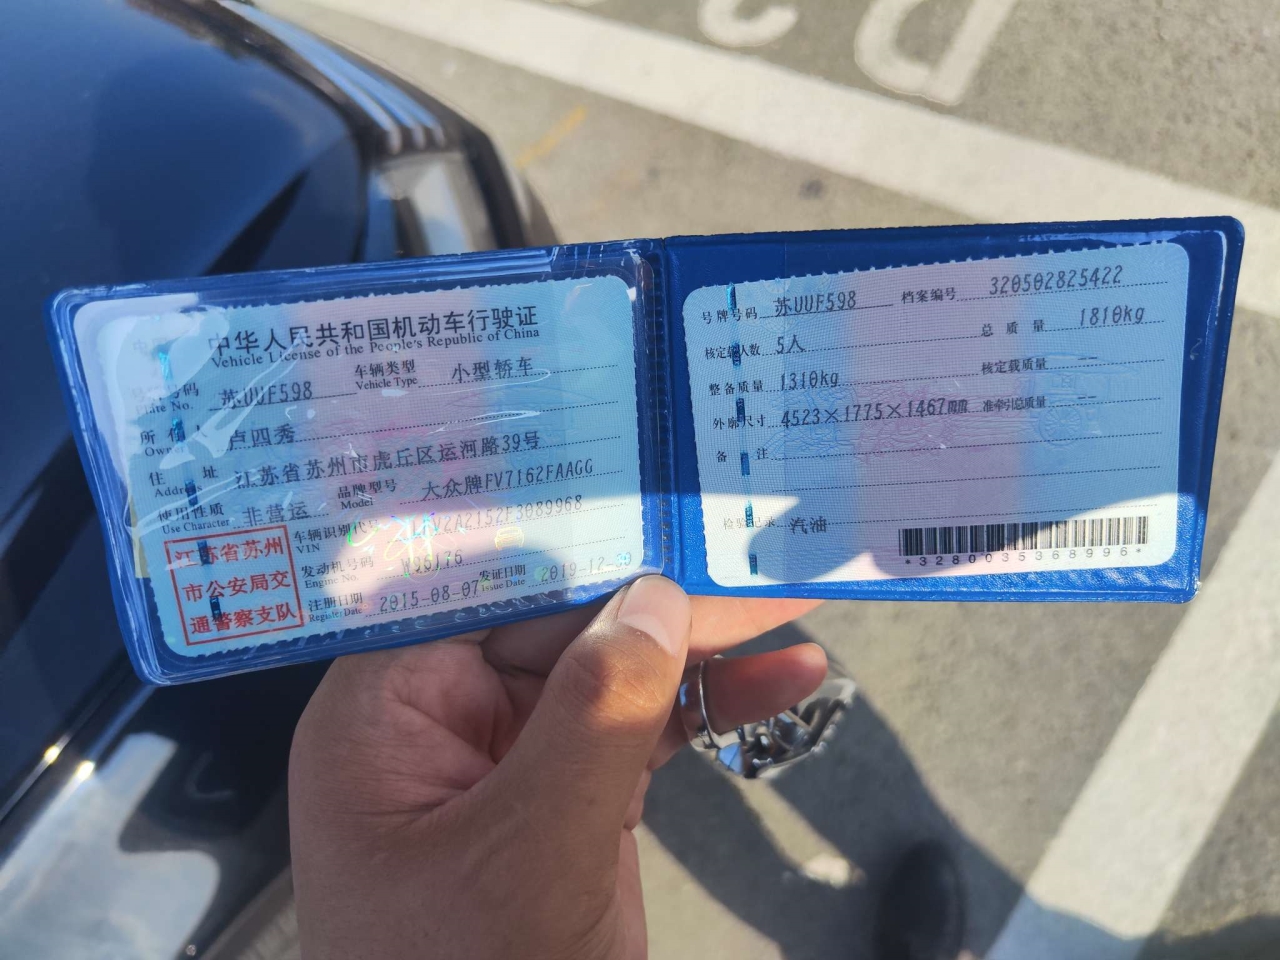 中华人民共和国机动车行驶证
Vehicle License of the People's Republic of China
号码 苏UUF598 车辆类型 小型轿车
Plate No. Vehicle Type
所有人 卢四秀
Owner
住 址 江苏省苏州市虎丘区运河路39号
Address
使用性质 非营运 品牌型号 大众牌FV7162FAAGG
Use Character Model
江苏省苏州
市公安局交
通警察支队
车辆识别代号
VIN
发动机号码 W96176
Engine No.
注册日期 2015-08-07 发证日期
Register Date Issue Date
号牌号码 苏UUF598 档案编号 320502825422
核定载人数 5人 总 质 量 1810kg
整备质量 1310kg 核定载质量 --
外廓尺寸 4523×1775×1467mm 准牵引总质量 --
备 注
检验记录 汽油
*3280035368996*